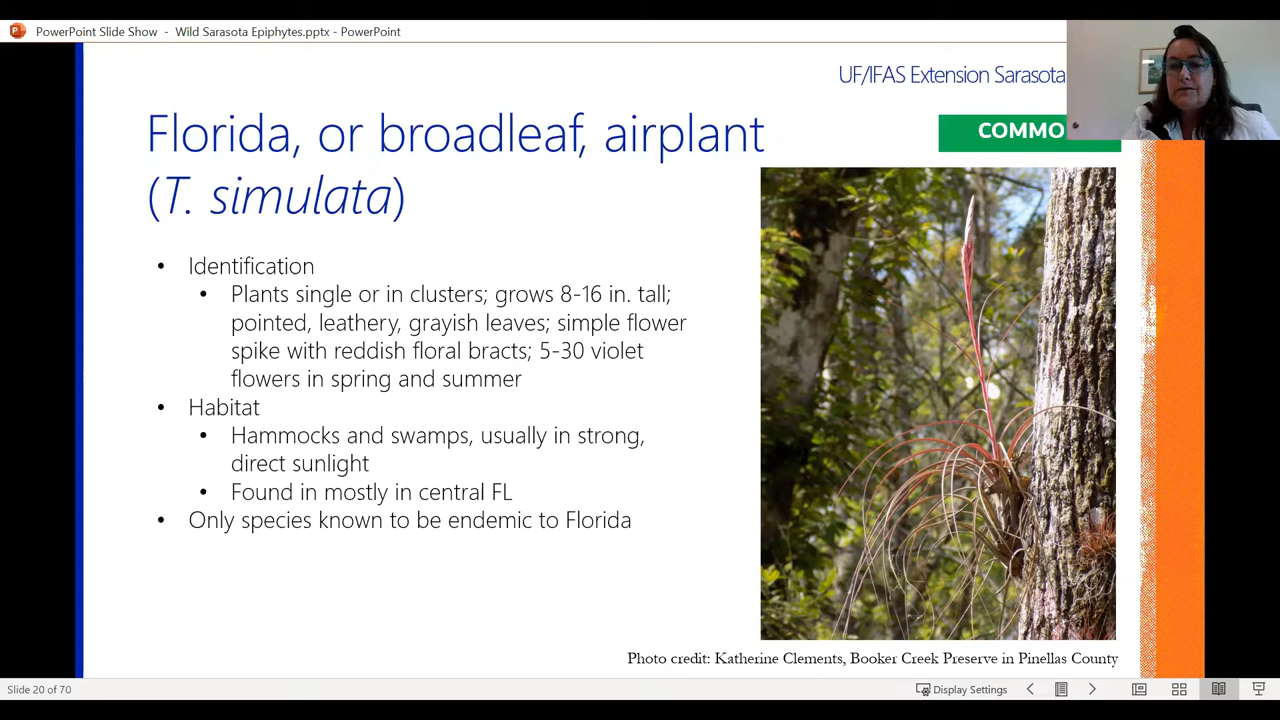 PowerPoint Slide Show - Wild Sarasota Epiphytes.pptx - PowerPoint
UF/IFAS Extension Sarasota
Florida, or broadleaf, airplant
(T. simulata)
COMMO
• Identification
• Plants single or in clusters; grows 8-16 in. tall;
pointed, leathery, grayish leaves; simple flower
spike with reddish floral bracts; 5-30 violet
flowers in spring and summer
• Habitat
• Hammocks and swamps, usually in strong,
direct sunlight
• Found in mostly in central FL
• Only species known to be endemic to Florida
Photo credit: Katherine Clements, Booker Creek Preserve in Pinellas County
Slide 20 of 70
Display Settings